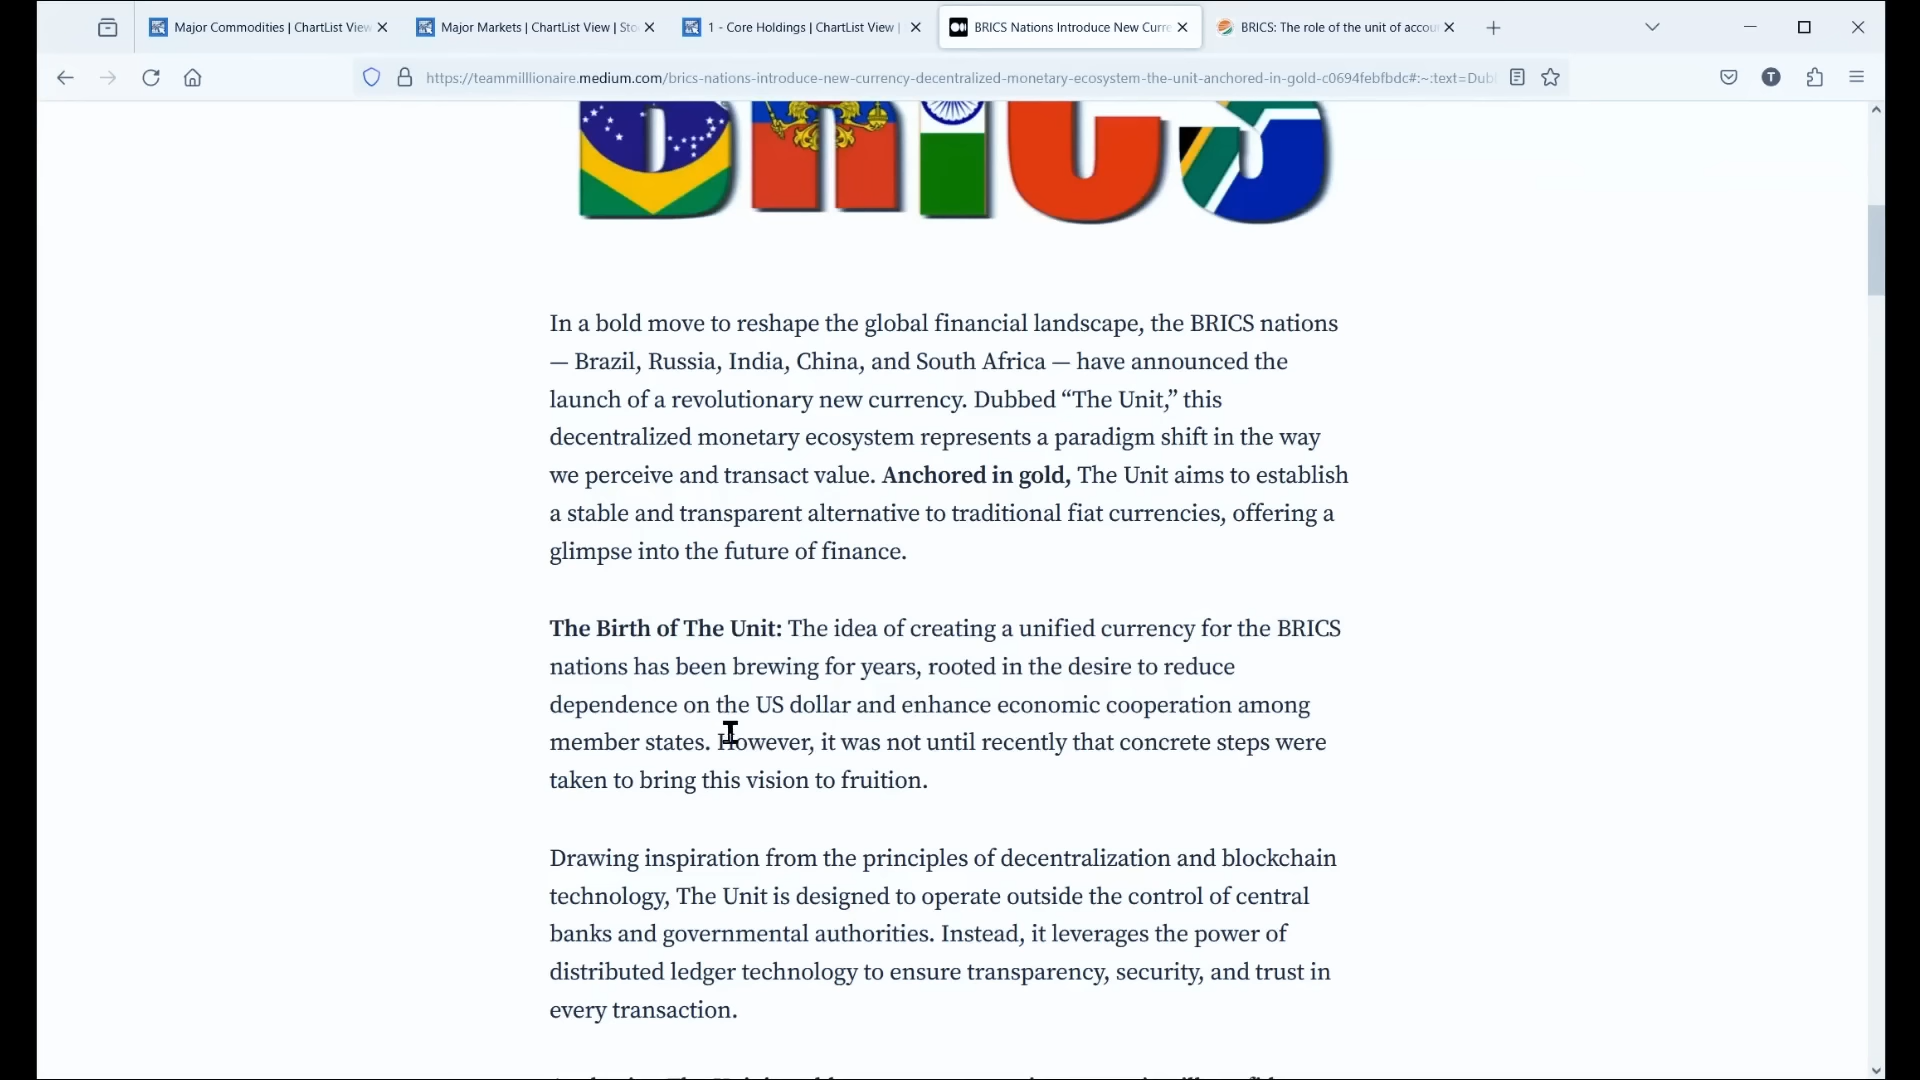 Major Commodities | ChartList View
Major Markets | ChartList View | Sto
1 - Core Holdings | ChartList View |
BRICS Nations Introduce New Curre
BRICS: The role of the unit of accou
https://teammilllionaire.medium.com/brics-nations-introduce-new-currency-decentralized-monetary-ecosystem-the-unit-anchored-in-gold-c0694febfbdc#:~:text=Dub
T
BRICS
In a bold move to reshape the global financial landscape, the BRICS nations
— Brazil, Russia, India, China, and South Africa — have announced the
launch of a revolutionary new currency. Dubbed “The Unit,” this
decentralized monetary ecosystem represents a paradigm shift in the way
we perceive and transact value. Anchored in gold, The Unit aims to establish
a stable and transparent alternative to traditional fiat currencies, offering a
glimpse into the future of finance.
The Birth of The Unit: The idea of creating a unified currency for the BRICS
nations has been brewing for years, rooted in the desire to reduce
dependence on the US dollar and enhance economic cooperation among
member states. However, it was not until recently that concrete steps were
taken to bring this vision to fruition.
Drawing inspiration from the principles of decentralization and blockchain
technology, The Unit is designed to operate outside the control of central
banks and governmental authorities. Instead, it leverages the power of
distributed ledger technology to ensure transparency, security, and trust in
every transaction.